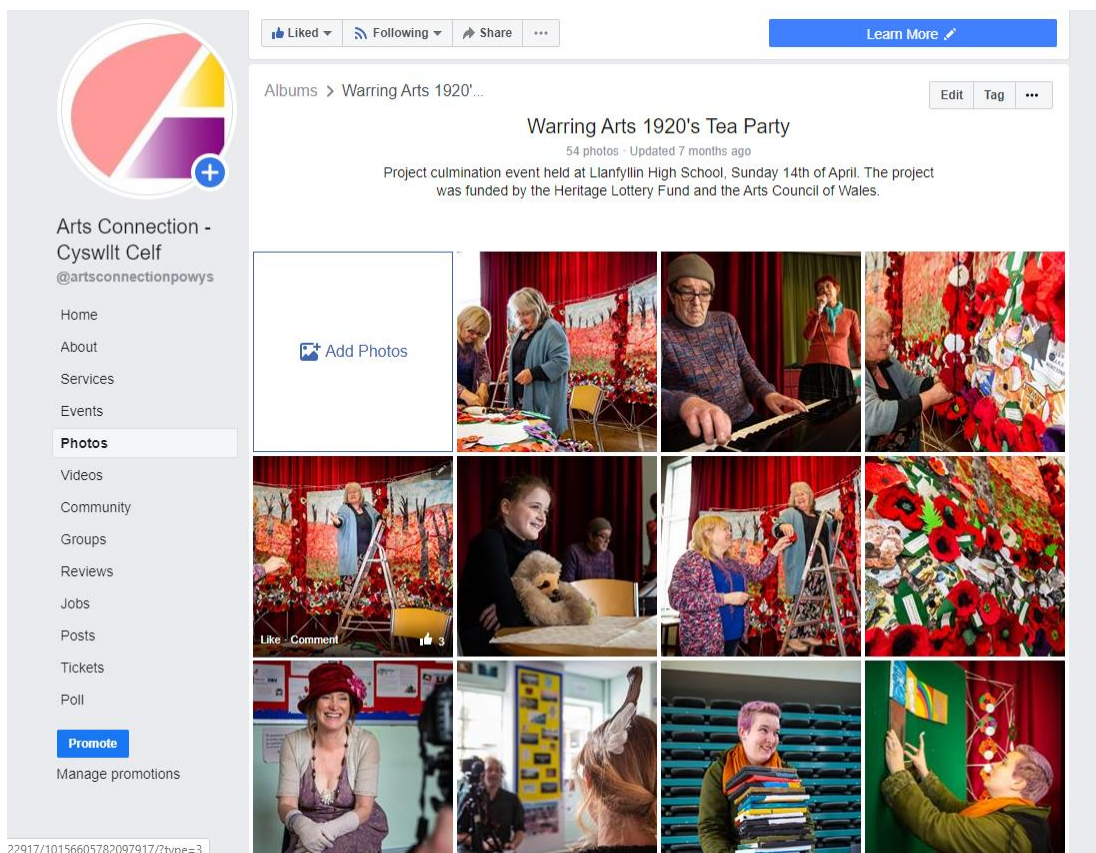 Liked
Following
Share
Learn More
Albums > Warring Arts 1920'...
Edit
Tag
Warring Arts 1920's Tea Party
54 photos · Updated 7 months ago
Project culmination event held at Llanfyllin High School, Sunday 14th of April. The project
was funded by the Heritage Lottery Fund and the Arts Council of Wales.
Arts Connection -
Cyswllt Celf
@artsconnectionpowys
Home
About
Services
Events
Photos
Videos
Community
Groups
Reviews
Jobs
Posts
Tickets
Poll
Promote
Manage promotions
Add Photos
Like · Comment
3
22917/10156605782097917/?type=3